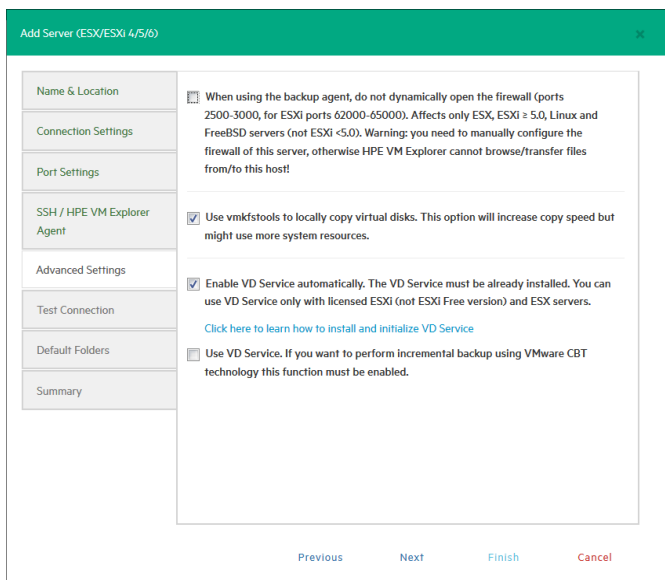 Add Server (ESX/ESXi 4/5/6)
×
Name & Location
Connection Settings
Port Settings
SSH / HPE VM Explorer
Agent
Advanced Settings
Test Connection
Default Folders
Summary
When using the backup agent, do not dynamically open the firewall (ports
2500-3000, for ESXi ports 62000-65000). Affects only ESX, ESXi ≥ 5.0, Linux and
FreeBSD servers (not ESXi <5.0). Warning: you need to manually configure the
firewall of this server, otherwise HPE VM Explorer cannot browse/transfer files
from/to this host!
Use vmkfstools to locally copy virtual disks. This option will increase copy speed but
might use more system resources.
Enable VD Service automatically. The VD Service must be already installed. You can
use VD Service only with licensed ESXi (not ESXi Free version) and ESX servers.
Click here to learn how to install and initialize VD Service
Use VD Service. If you want to perform incremental backup using VMware CBT
technology this function must be enabled.
Previous Next Finish Cancel